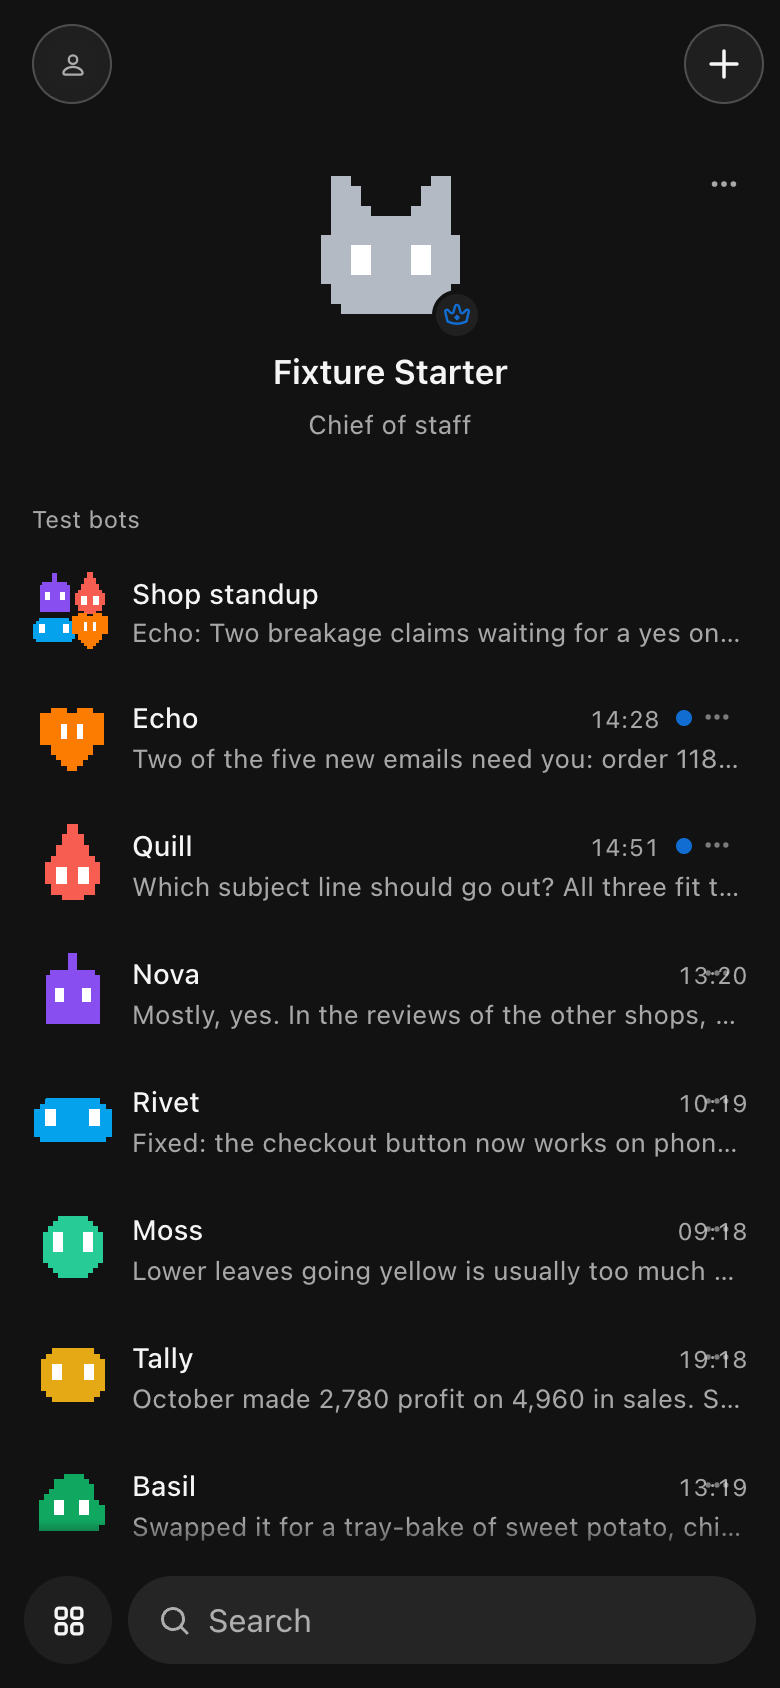 Fixture Starter
Chief of staff
Test bots
Shop standup
Echo: Two breakage claims waiting for a yes on...
Echo 14:28
Two of the five new emails need you: order 118...
Quill 14:51
Which subject line should go out? All three fit t...
Nova 13:20
Mostly, yes. In the reviews of the other shops, ...
Rivet 10:19
Fixed: the checkout button now works on phon...
Moss 09:18
Lower leaves going yellow is usually too much ...
Tally 19:18
October made 2,780 profit on 4,960 in sales. S...
Basil 13:19
Swapped it for a tray-bake of sweet potato, chi...
Search